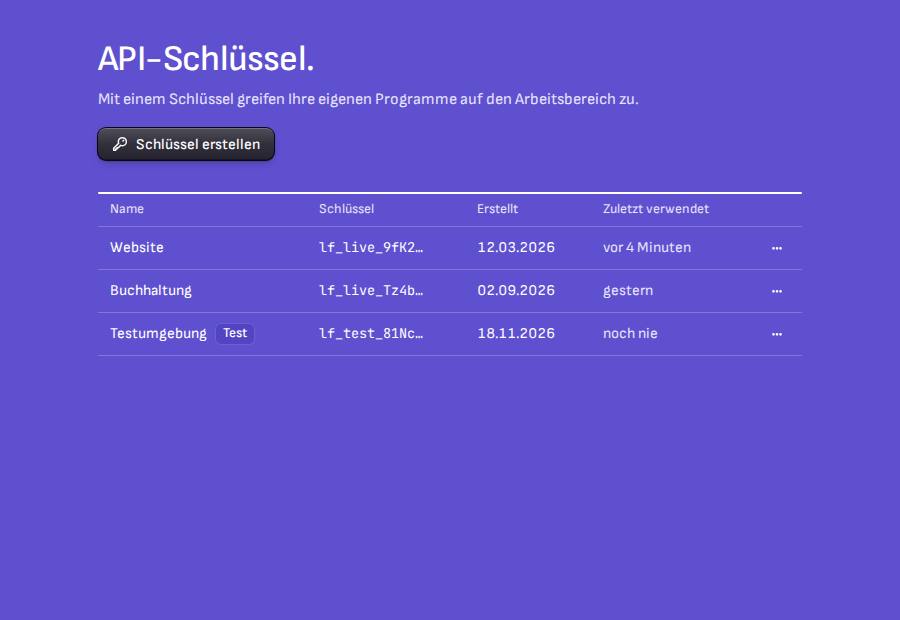 API-Schlüssel.
Mit einem Schlüssel greifen Ihre eigenen Programme auf den Arbeitsbereich zu.
Schlüssel erstellen
Name Schlüssel Erstellt Zuletzt verwendet
Website lf_live_9fK2… 12.03.2026 vor 4 Minuten
Buchhaltung lf_live_Tz4b… 02.09.2026 gestern
Testumgebung Test lf_test_81Nc… 18.11.2026 noch nie